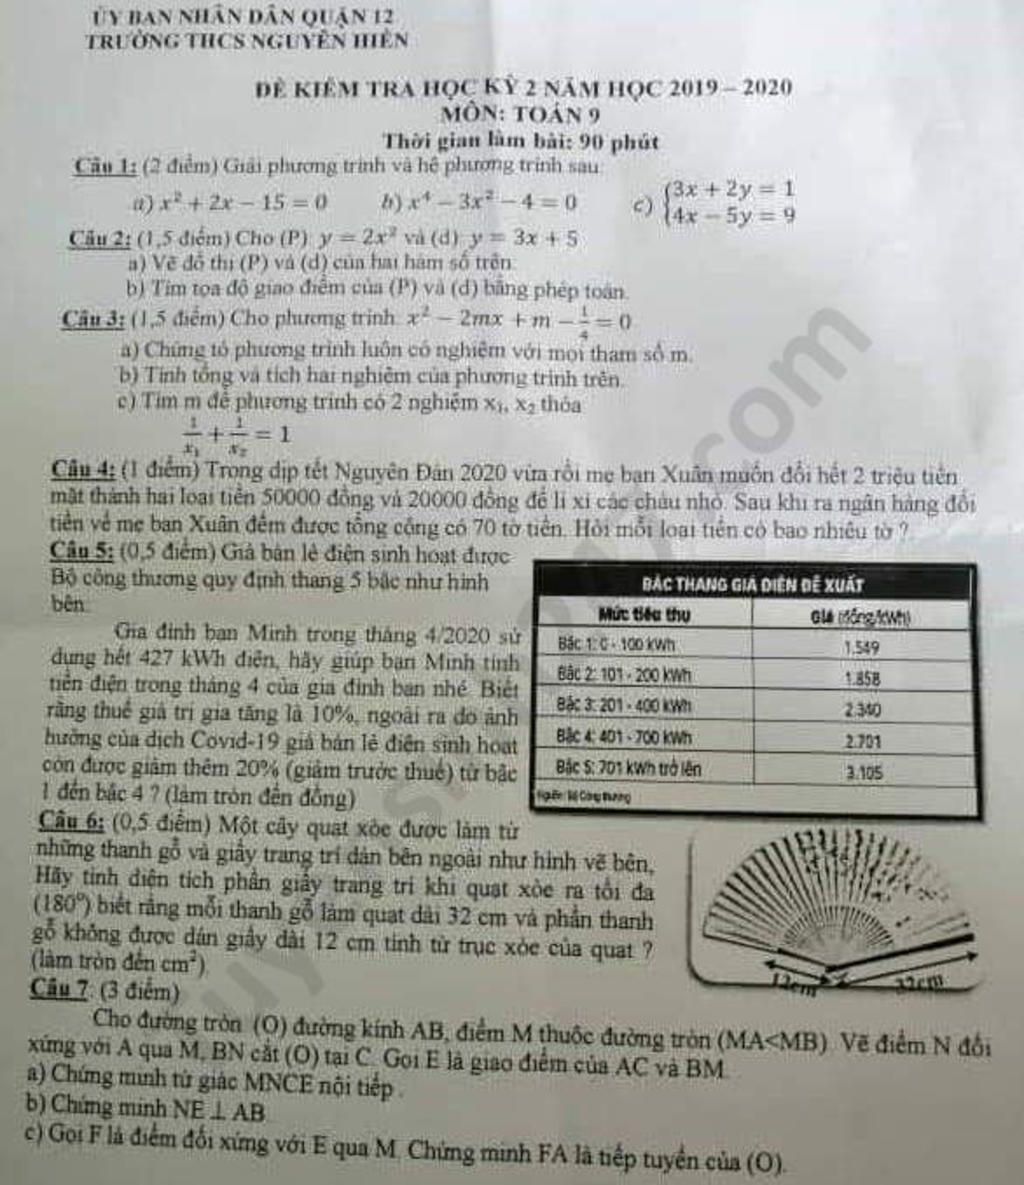 ỦY BAN NHÂN DÂN QUẬN 12
TRƯỜNG THCS NGUYỄN HIỀN
ĐỀ KIỂM TRA HỌC KỲ 2 NĂM HỌC 2019 – 2020
MÔN: TOÁN 9
Thời gian làm bài: 90 phút
Câu 1: (2 điểm) Giải phương trình và hệ phương trình sau:
a) x² + 2x − 15 = 0 b) x⁴ − 3x² − 4 = 0 c) {3x + 2y = 1
{4x − 5y = 9
Câu 2: (1,5 điểm) Cho (P) y = 2x² và (d) y = 3x + 5
a) Vẽ đồ thị (P) và (d) của hai hàm số trên.
b) Tìm tọa độ giao điểm của (P) và (d) bằng phép toán.
Câu 3: (1,5 điểm) Cho phương trình: x² − 2mx + m − 1/4 = 0
a) Chứng tỏ phương trình luôn có nghiệm với mọi tham số m.
b) Tính tổng và tích hai nghiệm của phương trình trên.
c) Tìm m để phương trình có 2 nghiệm x₁, x₂ thỏa
1/x₁ + 1/x₂ = 1
Câu 4: (1 điểm) Trong dịp tết Nguyên Đán 2020 vừa rồi mẹ bạn Xuân muốn đổi hết 2 triệu tiền
mặt thành hai loại tiền 50000 đồng và 20000 đồng để lì xì các cháu nhỏ. Sau khi ra ngân hàng đổi
tiền về mẹ bạn Xuân đếm được tổng cộng có 70 tờ tiền. Hỏi mỗi loại tiền có bao nhiêu tờ ?
Câu 5: (0,5 điểm) Giá bán lẻ điện sinh hoạt được
Bộ công thương quy định thang 5 bậc như hình
bên:
Gia đình bạn Minh trong tháng 4/2020 sử
dụng hết 427 kWh điện, hãy giúp bạn Minh tính
tiền điện trong tháng 4 của gia đình bạn nhé. Biết
rằng thuế giá trị gia tăng là 10%, ngoài ra do ảnh
hưởng của dịch Covid-19 giá bán lẻ điện sinh hoạt
còn được giảm thêm 20% (giảm trước thuế) từ bậc
1 đến bậc 4 ? (làm tròn đến đồng)
BẬC THANG GIÁ ĐIỆN ĐỀ XUẤT
Mức tiêu thụ Giá (đồng/kWh)
Bậc 1: 0 - 100 kWh 1.549
Bậc 2: 101 - 200 kWh 1.858
Bậc 3: 201 - 400 kWh 2.340
Bậc 4: 401 - 700 kWh 2.701
Bậc 5: 701 kWh trở lên 3.105
Nguồn: Bộ Công thương
Câu 6: (0,5 điểm) Một cây quạt xòe được làm từ
những thanh gỗ và giấy trang trí dán bên ngoài như hình vẽ bên,
Hãy tính diện tích phần giấy trang trí khi quạt xòe ra tối đa
(180°) biết rằng mỗi thanh gỗ làm quạt dài 32 cm và phần thanh
gỗ không được dán giấy dài 12 cm tính từ trục xòe của quạt ?
(làm tròn đến cm²)
12cm 32cm
Câu 7: (3 điểm)
Cho đường tròn (O) đường kính AB, điểm M thuộc đường tròn (MA<MB). Vẽ điểm N đối
xứng với A qua M, BN cắt (O) tại C. Gọi E là giao điểm của AC và BM.
a) Chứng minh tứ giác MNCE nội tiếp.
b) Chứng minh NE ⊥ AB
c) Gọi F là điểm đối xứng với E qua M. Chứng minh FA là tiếp tuyến của (O).